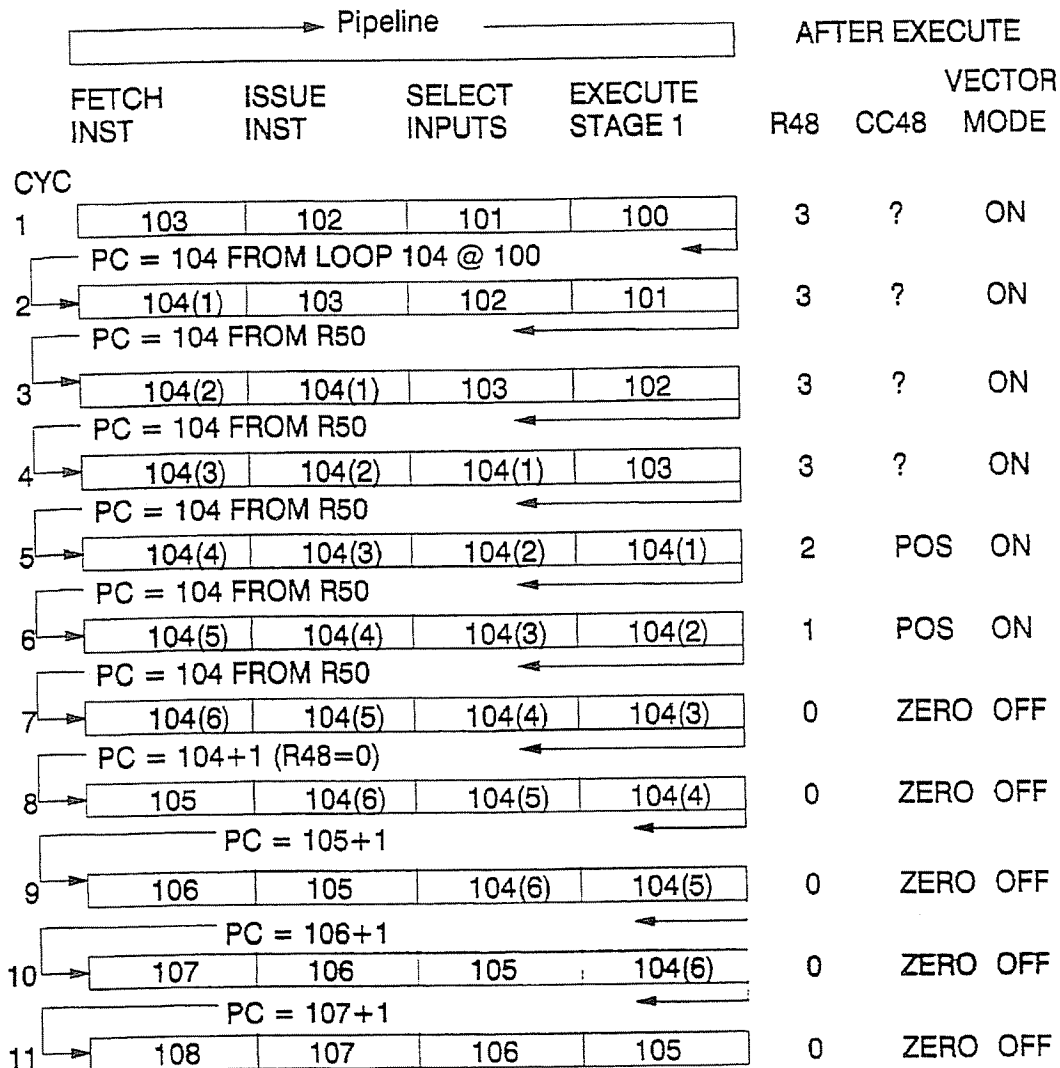 Pipeline
AFTER EXECUTE
FETCH INST
ISSUE INST
SELECT INPUTS
EXECUTE STAGE 1
R48 CC48 VECTOR MODE
CYC
1 103 102 101 100 3 ? ON
PC = 104 FROM LOOP 104 @ 100
2 104(1) 103 102 101 3 ? ON
PC = 104 FROM R50
3 104(2) 104(1) 103 102 3 ? ON
PC = 104 FROM R50
4 104(3) 104(2) 104(1) 103 3 ? ON
PC = 104 FROM R50
5 104(4) 104(3) 104(2) 104(1) 2 POS ON
PC = 104 FROM R50
6 104(5) 104(4) 104(3) 104(2) 1 POS ON
PC = 104 FROM R50
7 104(6) 104(5) 104(4) 104(3) 0 ZERO OFF
PC = 104+1 (R48=0)
8 105 104(6) 104(5) 104(4) 0 ZERO OFF
PC = 105+1
9 106 105 104(6) 104(5) 0 ZERO OFF
PC = 106+1
10 107 106 105 104(6) 0 ZERO OFF
PC = 107+1
11 108 107 106 105 0 ZERO OFF